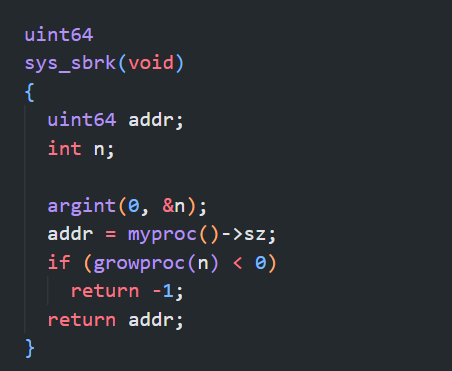 uint64
sys_sbrk(void)
{
  uint64 addr;
  int n;

  argint(0, &n);
  addr = myproc()->sz;
  if (growproc(n) < 0)
    return -1;
  return addr;
}